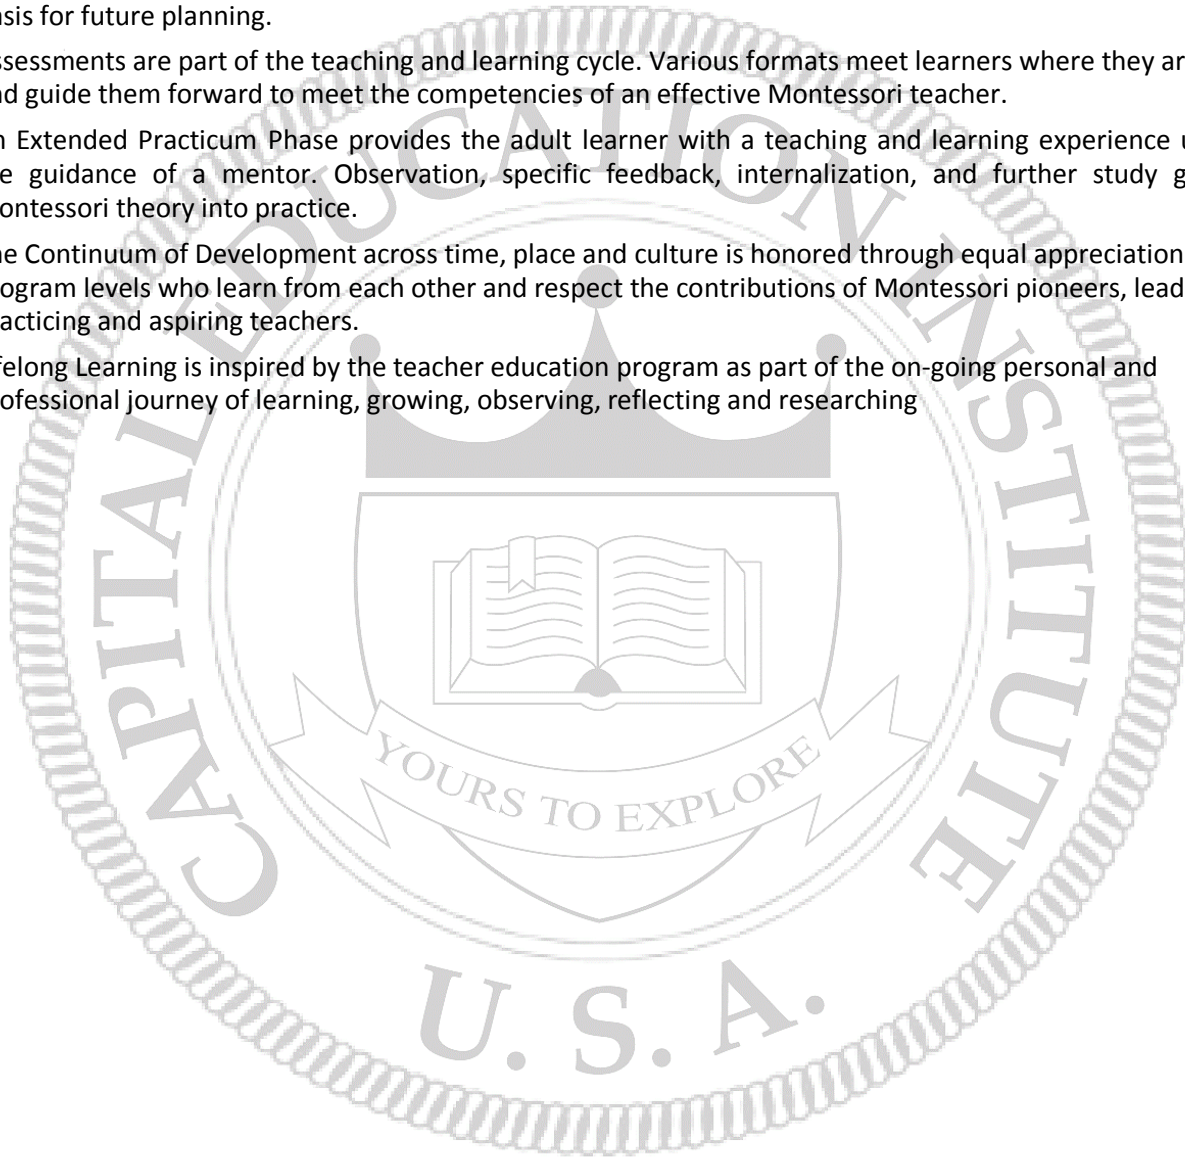 asis for future planning.
ssessments are part of the teaching and learning cycle. Various formats meet learners where they ar
nd guide them forward to meet the competencies of an effective Montessori teacher.
n Extended Practicum Phase provides the adult learner with a teaching and learning experience u
e guidance of a mentor. Observation, specific feedback, internalization, and further study g
ontessori theory into practice.
he Continuum of Development across time, place and culture is honored through equal appreciation
rogram levels who learn from each other and respect the contributions of Montessori pioneers, lead
racticing and aspiring teachers.
felong Learning is inspired by the teacher education program as part of the on-going personal and
rofessional journey of learning, growing, observing, reflecting and researching
CAPITAL EDUCATION INSTITUTE
YOURS TO EXPLORE
U. S. A.